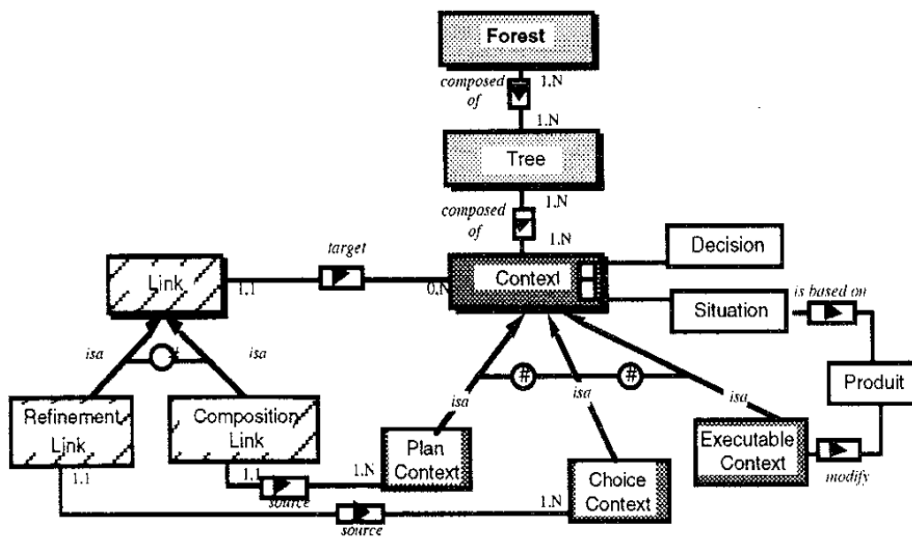 Forest
composed
of
1.N
1.N
Tree
composed
of
1.N
1.N
Decision
target
Link
1.1
0.N
Context
Situation
is based on
isa
#
isa
#
#
isa
isa
isa
Produit
Refinement
Link
Composition
Link
Plan
Context
Executable
Context
1.1
1.1
1.N
source
Choice
Context
modify
1.N
source